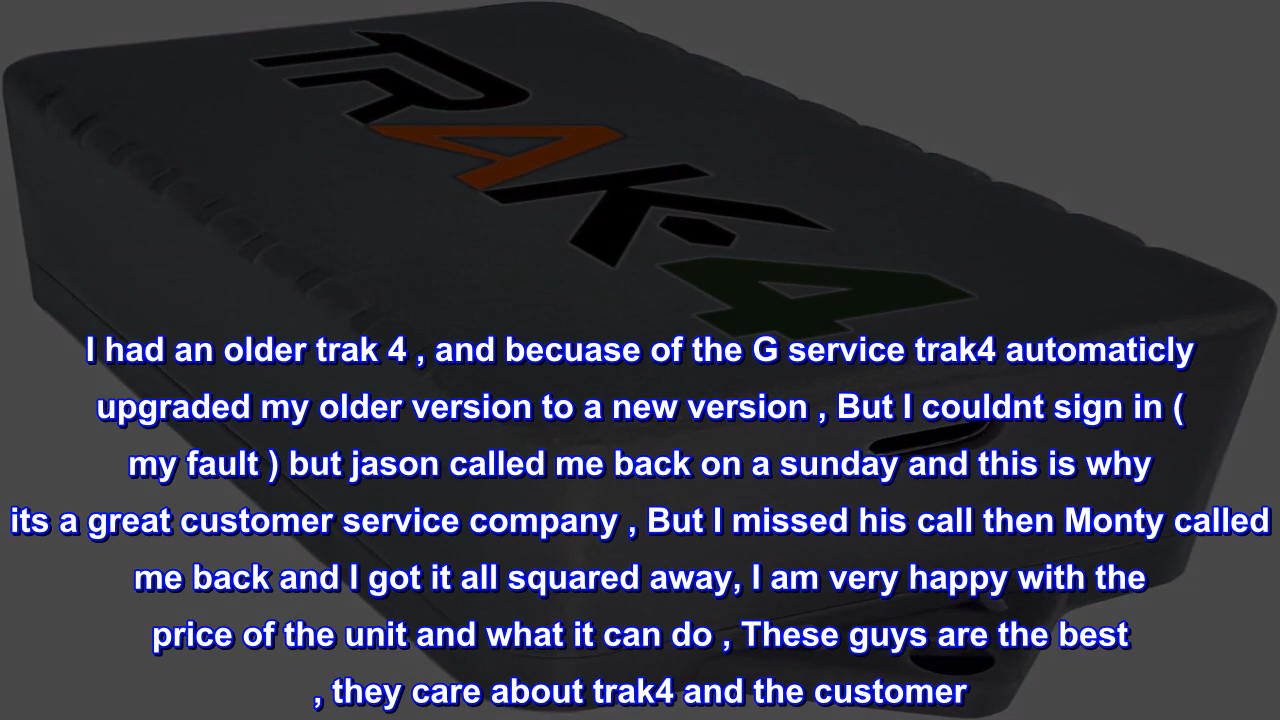 TRAK-4
I had an older trak 4 , and becuase of the G service trak4 automaticly
upgraded my older version to a new version , But I couldnt sign in (
my fault ) but jason called me back on a sunday and this is why
its a great customer service company , But I missed his call then Monty called
me back and I got it all squared away, I am very happy with the
price of the unit and what it can do , These guys are the best
, they care about trak4 and the customer